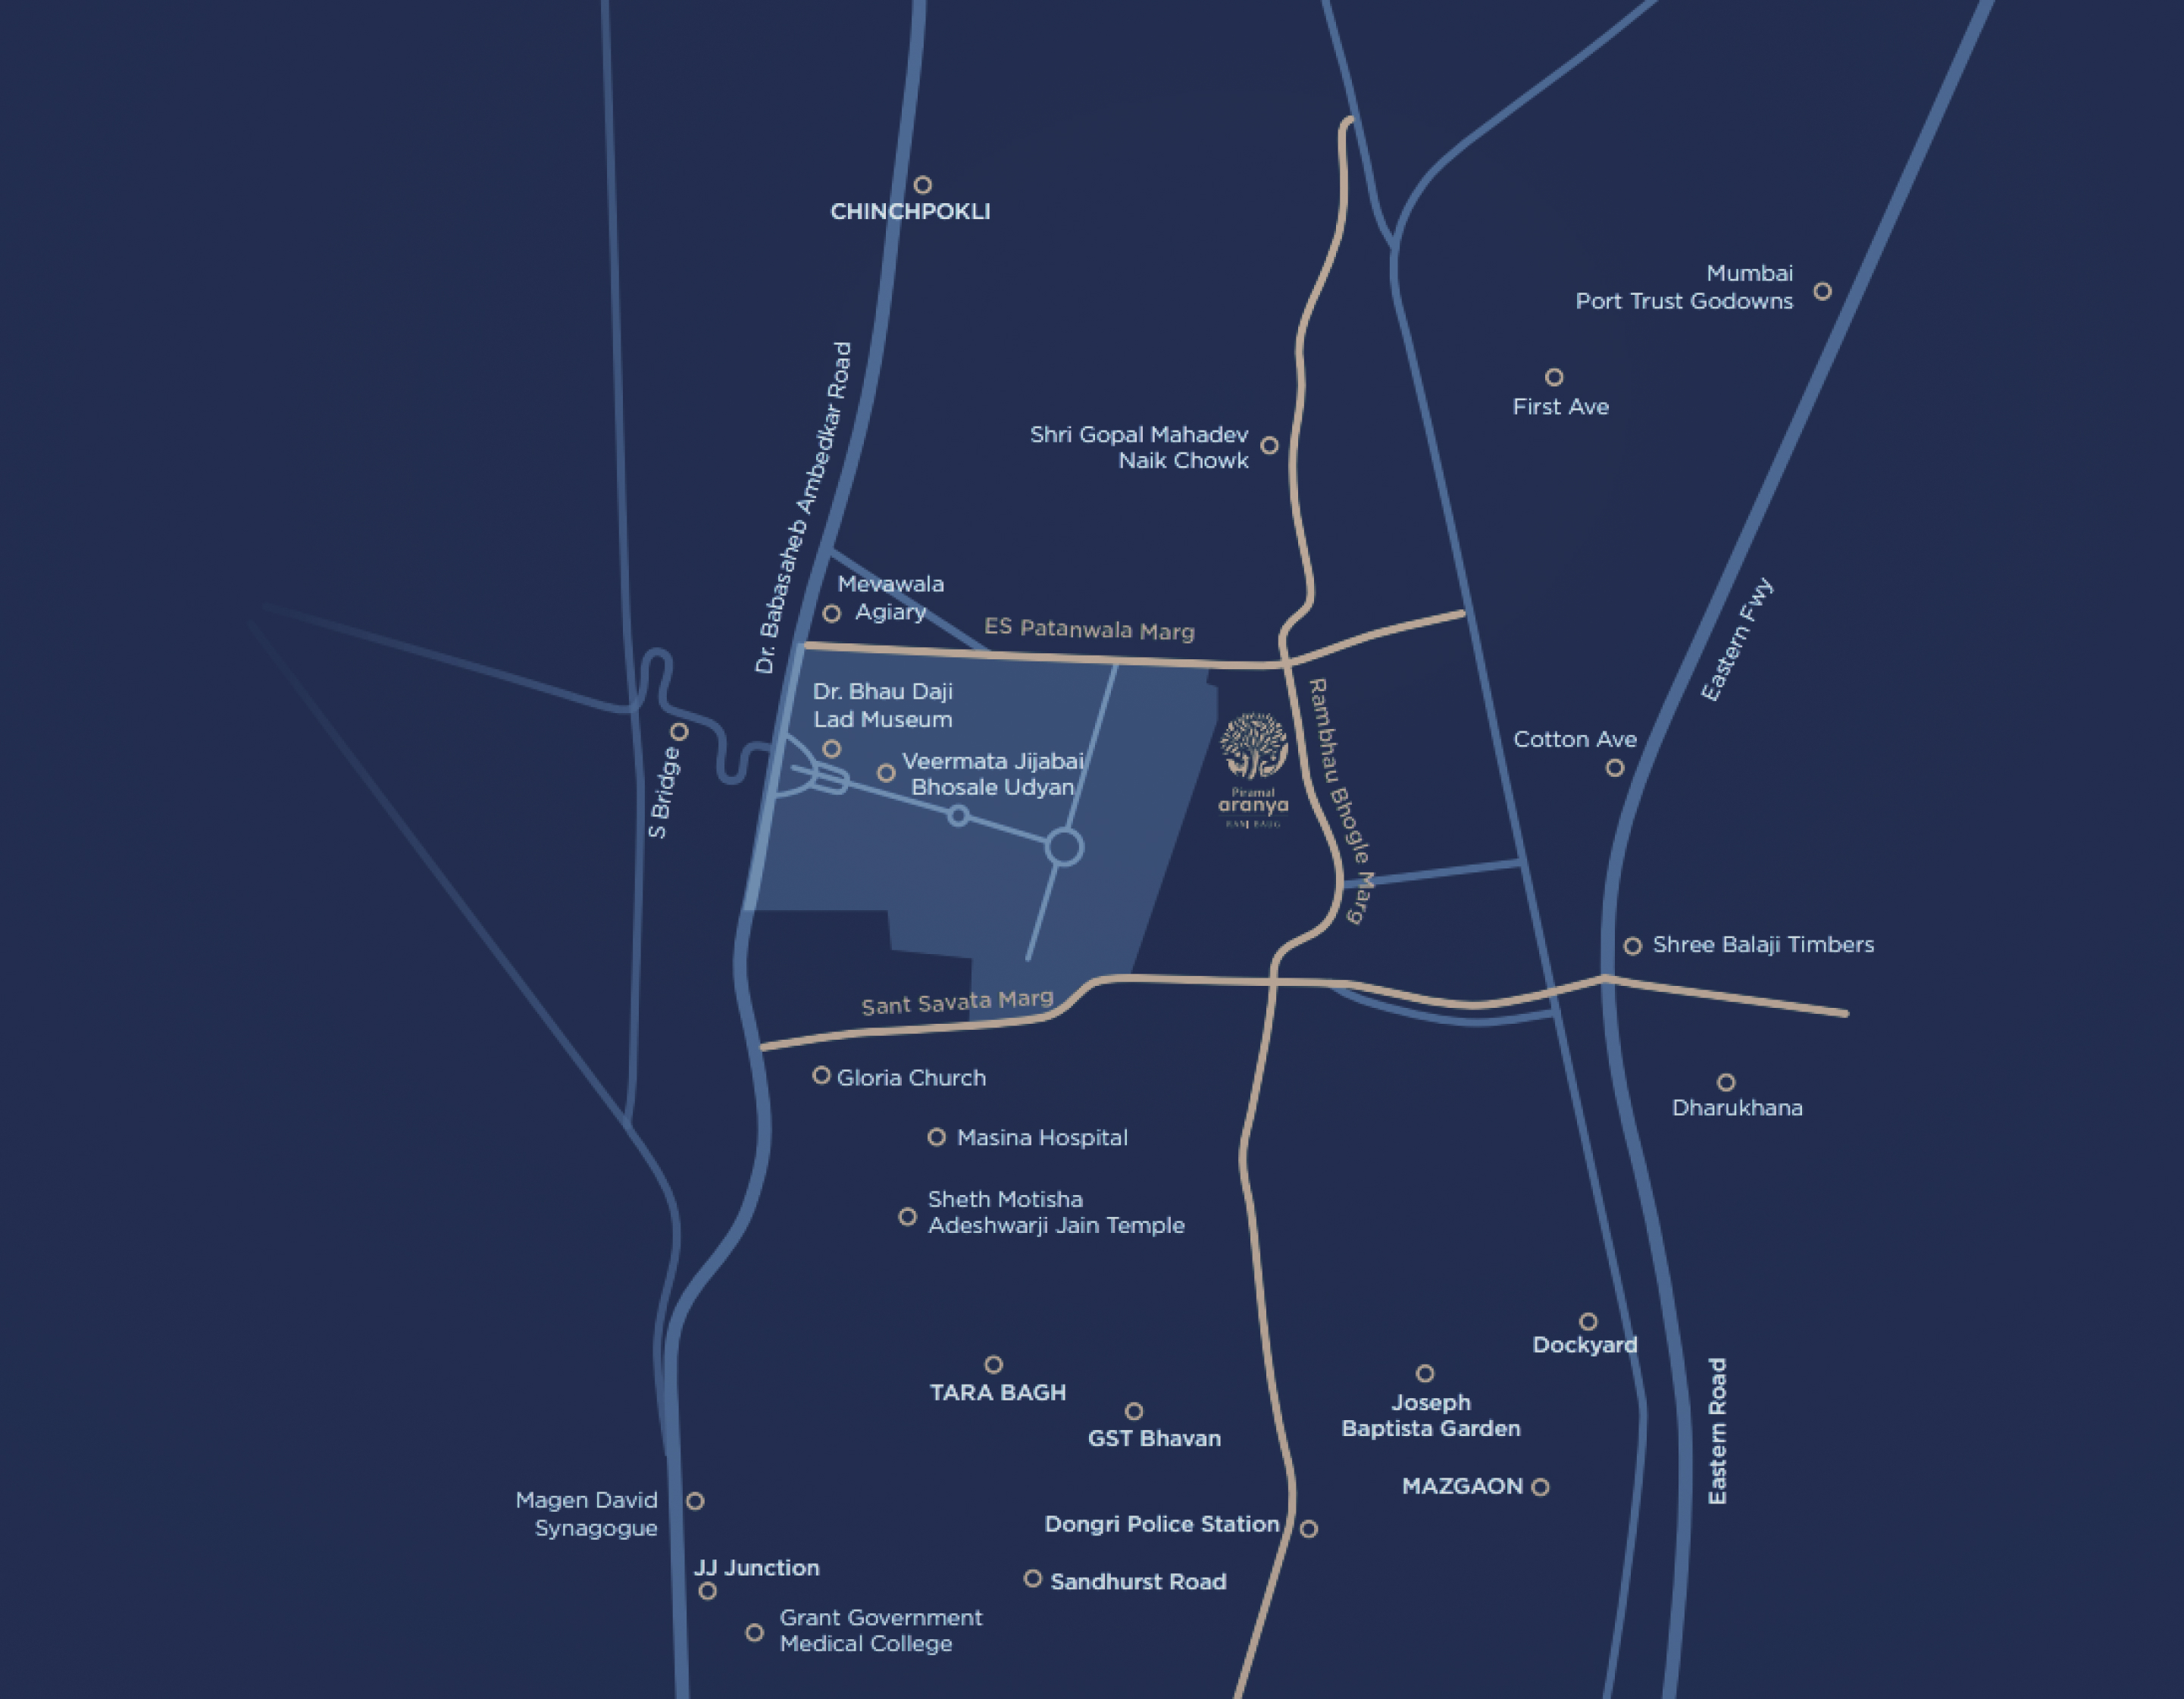 CHINCHPOKLI
Mumbai
Port Trust Godowns
First Ave
Shri Gopal Mahadev
Naik Chowk
Dr. Babasaheb Ambedkar Road
Mevawala
Agiary
ES Patanwala Marg
Eastern Fwy
Dr. Bhau Daji
Lad Museum
Veermata Jijabai
Bhosale Udyan
S Bridge
Piramal
aranya
Rambhau Bhogle Marg
Cotton Ave
Shree Balaji Timbers
Sant Savata Marg
Gloria Church
Dharukhana
Masina Hospital
Sheth Motisha
Adeshwarji Jain Temple
Dockyard
TARA BAGH
Joseph
Baptista Garden
GST Bhavan
Eastern Road
MAZGAON
Magen David
Synagogue
Dongri Police Station
JJ Junction
Sandhurst Road
Grant Government
Medical College